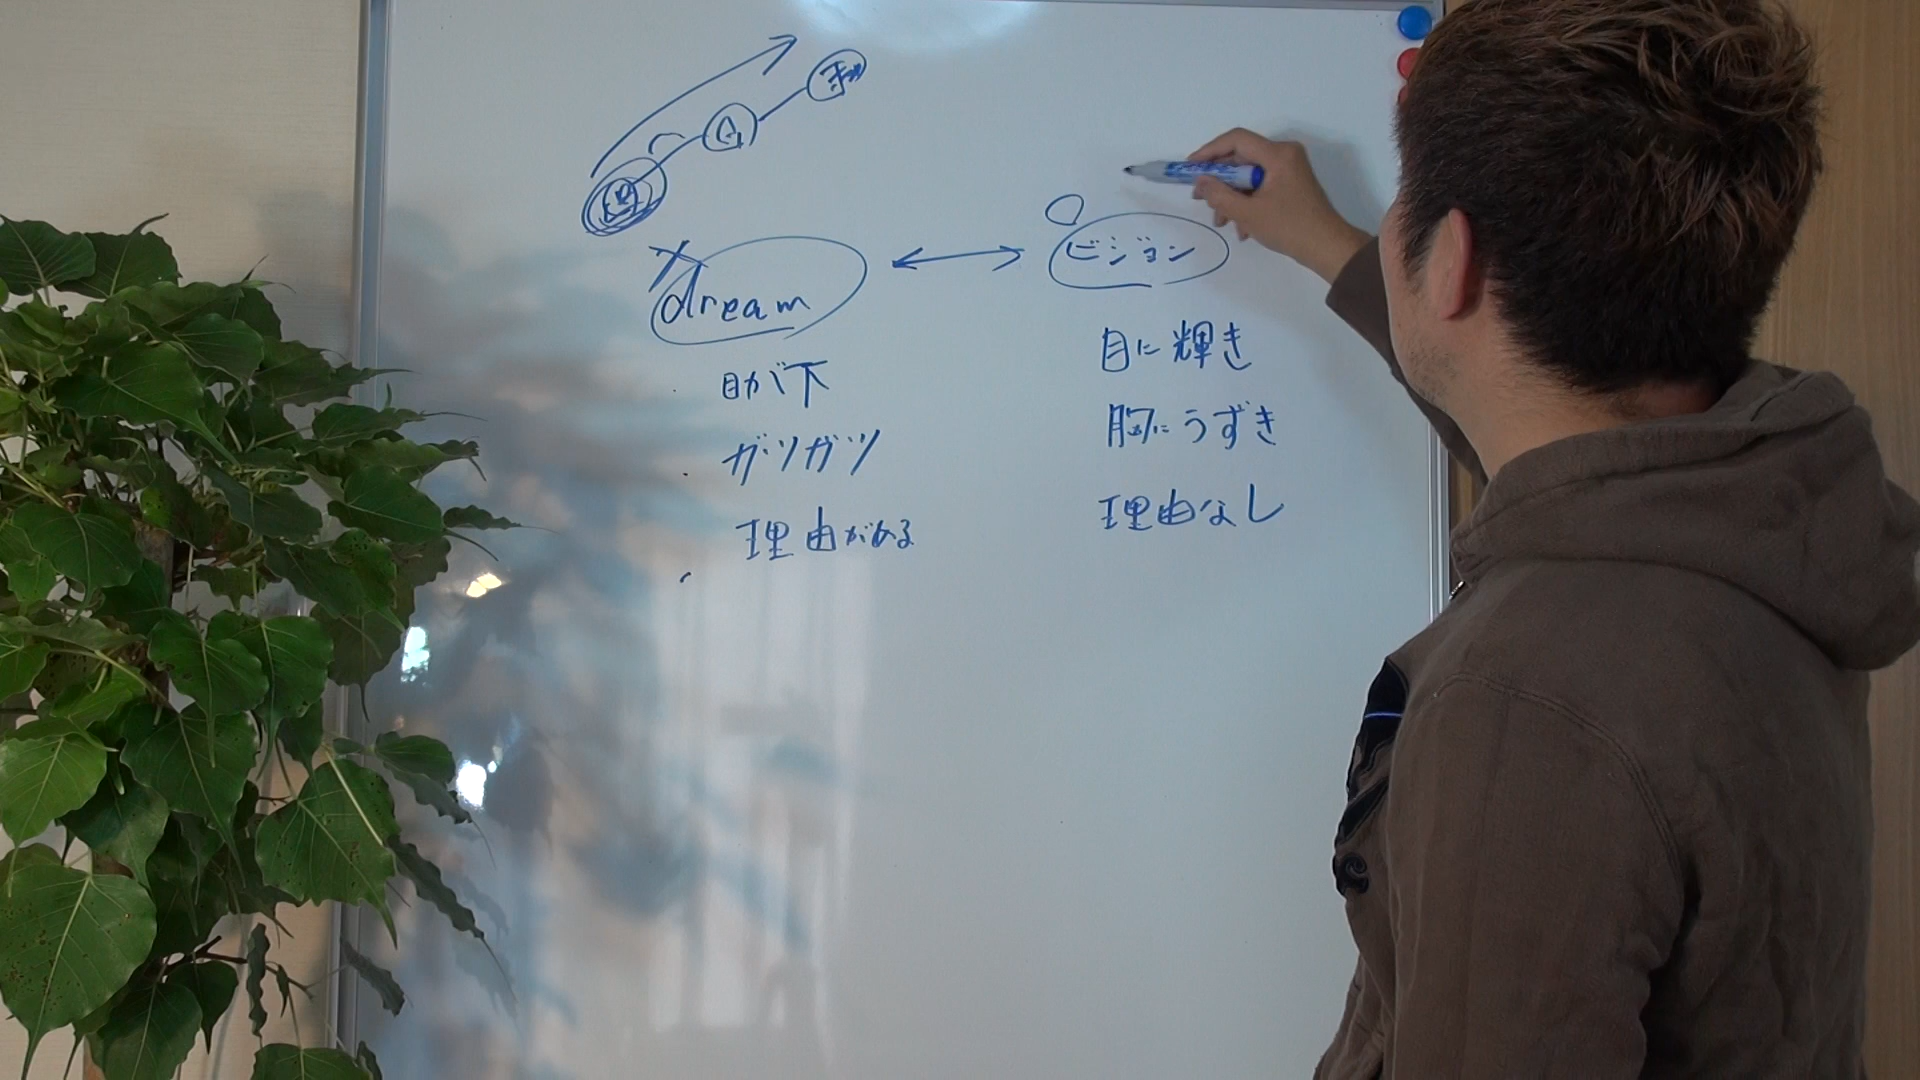 dream
ビジョン
目が下
ガツガツ
理由がある
目に輝き
胸にうずき
理由なし